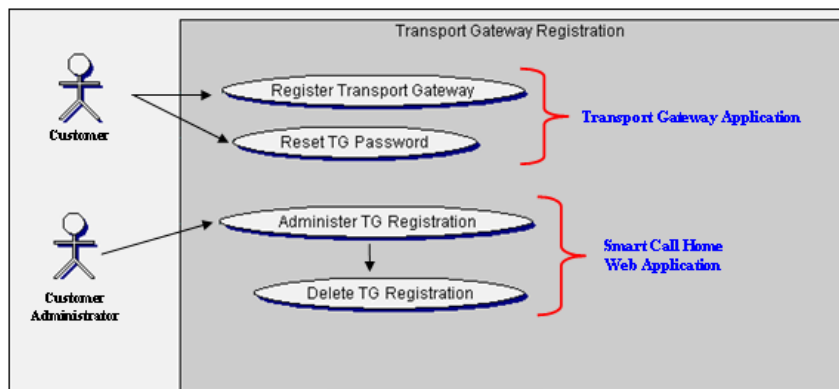 Transport Gateway Registration
Register Transport Gateway
Transport Gateway Application
Customer
Reset TG Password
Administer TG Registration
Smart Call Home
Web Application
Delete TG Registration
Customer
Administrator